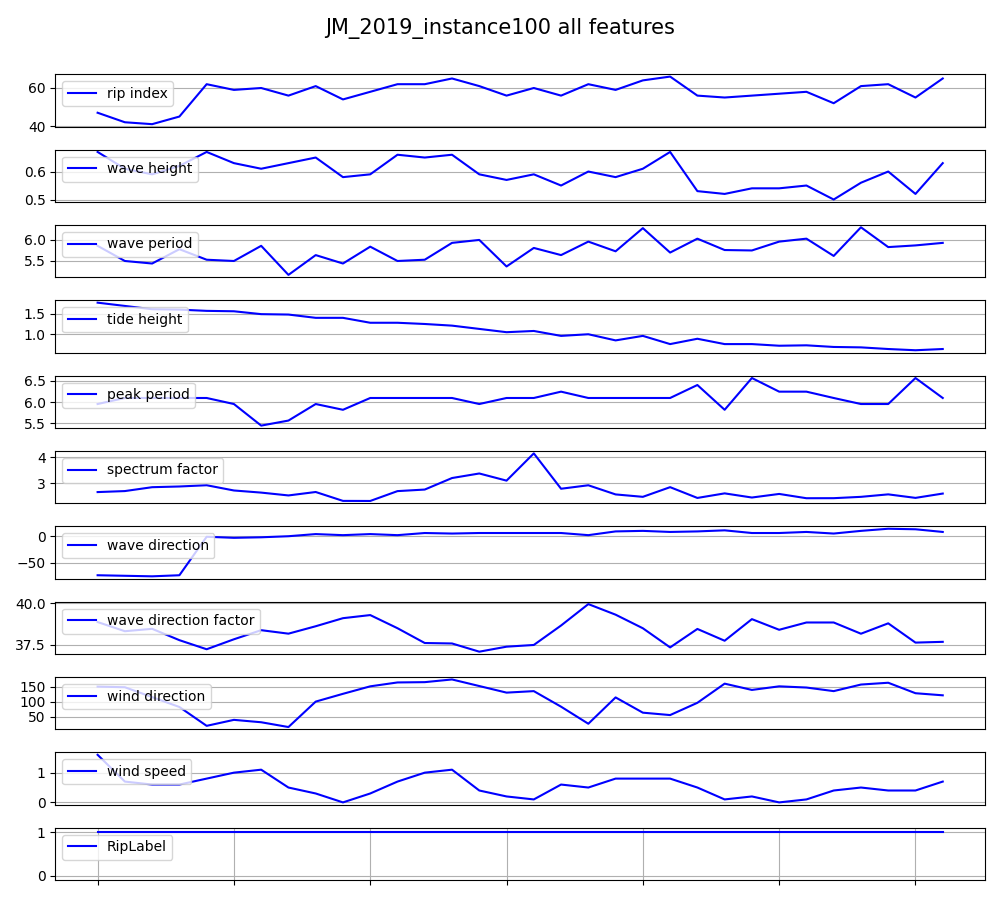 JM_2019_instance100 all features
60
40
rip index
0.6
0.5
wave height
6.0
5.5
wave period
1.5
1.0
tide height
6.5
6.0
5.5
peak period
4
3
spectrum factor
0
−50
wave direction
40.0
37.5
wave direction factor
150
100
50
wind direction
1
0
wind speed
1
0
RipLabel